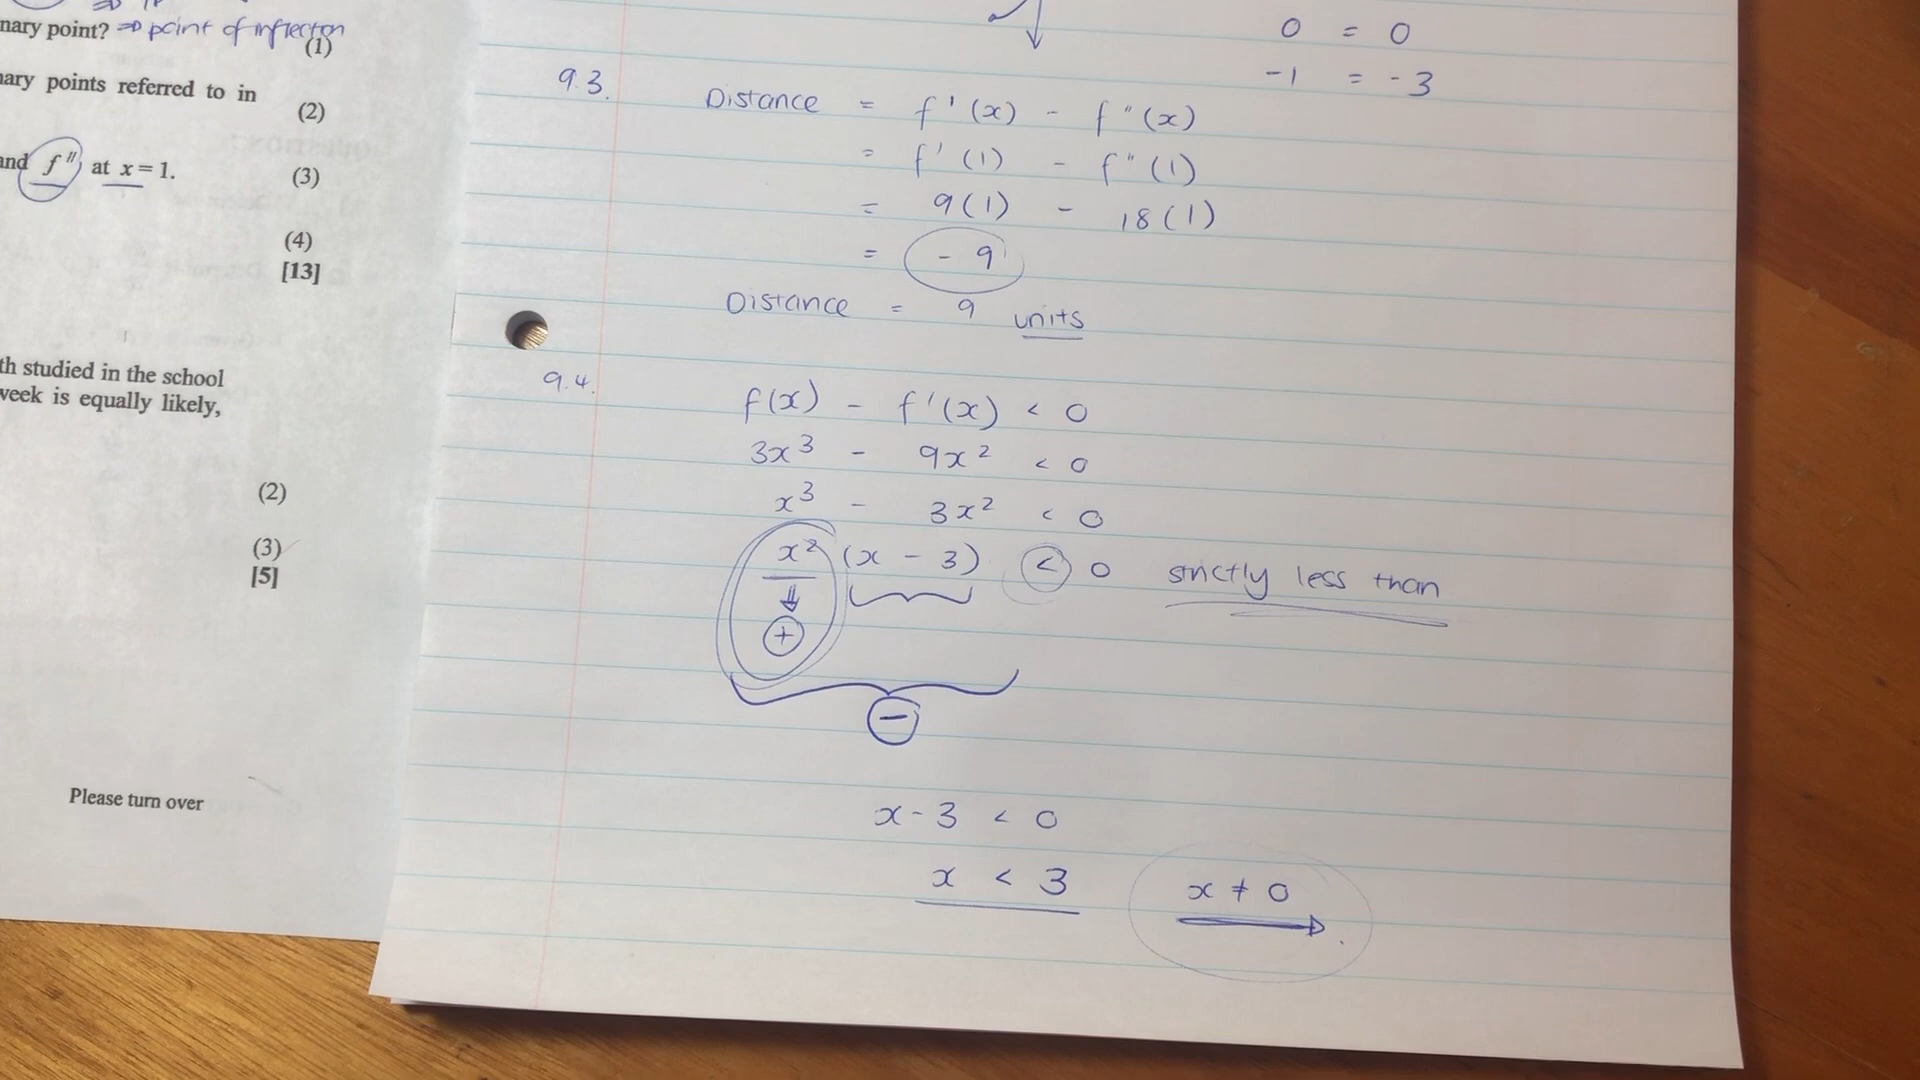 nary point? ⇒ point of inflection
(1)
nary points referred to in
(2)
and f" at x = 1.
(3)
(4)
[13]
th studied in the school
week is equally likely,
(2)
(3)
[5]
Please turn over
0 = 0
-1 = -3
9.3.
Distance = f'(x) - f"(x)
= f'(1) - f"(1)
= 9(1) - 18(1)
= -9
Distance = 9 units
9.4.
f(x) - f'(x) < 0
3x³ - 9x² < 0
x³ - 3x² < 0
x² (x - 3) < 0 strictly less than
⇓
+
−
x - 3 < 0
x < 3 x ≠ 0